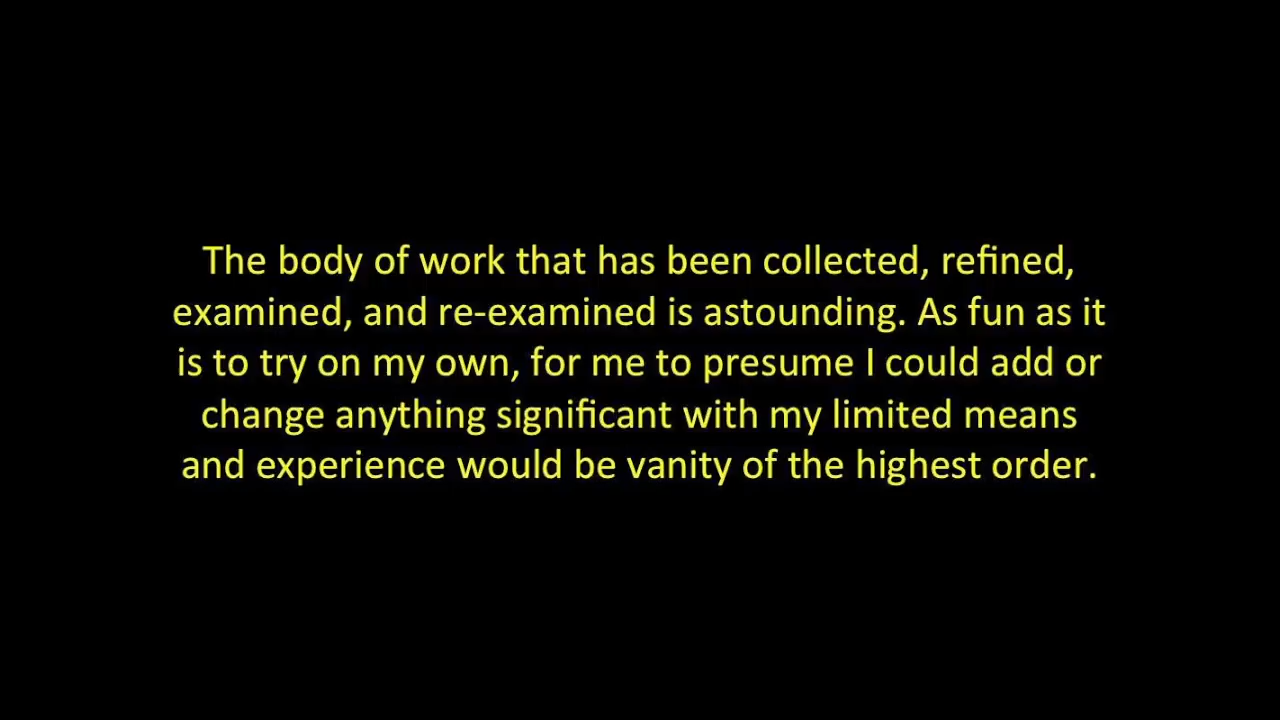 The body of work that has been collected, refined,
examined, and re-examined is astounding. As fun as it
is to try on my own, for me to presume I could add or
change anything significant with my limited means
and experience would be vanity of the highest order.